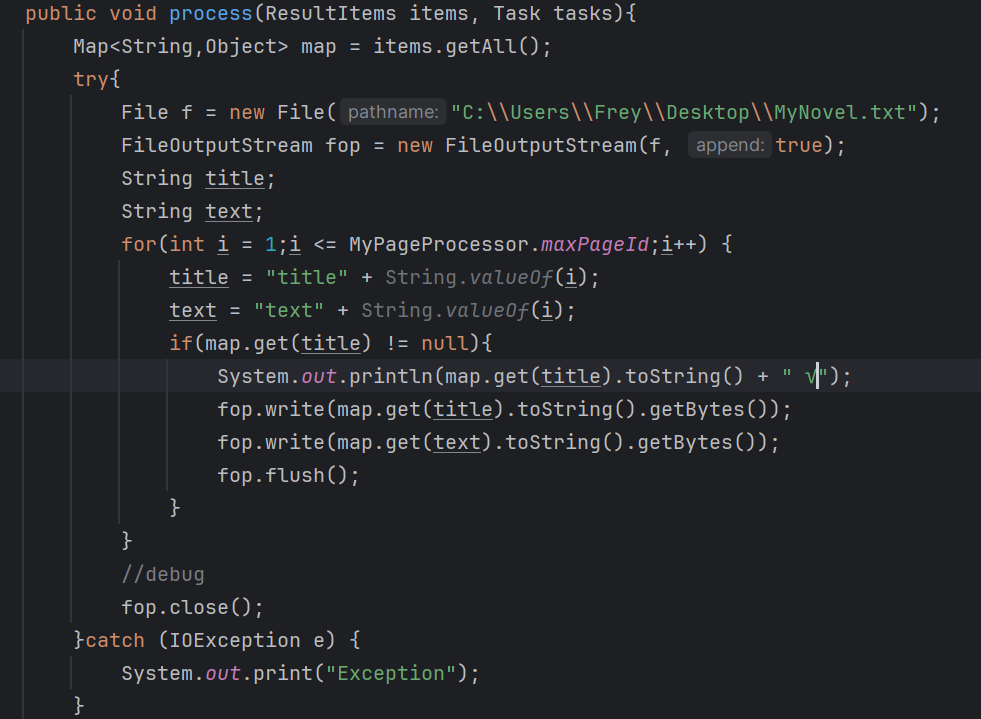 public void process(ResultItems items, Task tasks){
Map<String,Object> map = items.getAll();
try{
File f = new File( pathname: "C:\\Users\\Frey\\Desktop\\MyNovel.txt");
FileOutputStream fop = new FileOutputStream(f, append: true);
String title;
String text;
for(int i = 1;i <= MyPageProcessor.maxPageId;i++) {
title = "title" + String.valueOf(i);
text = "text" + String.valueOf(i);
if(map.get(title) != null){
System.out.println(map.get(title).toString() + " √");
fop.write(map.get(title).toString().getBytes());
fop.write(map.get(text).toString().getBytes());
fop.flush();
}
}
//debug
fop.close();
}catch (IOException e) {
System.out.print("Exception");
}